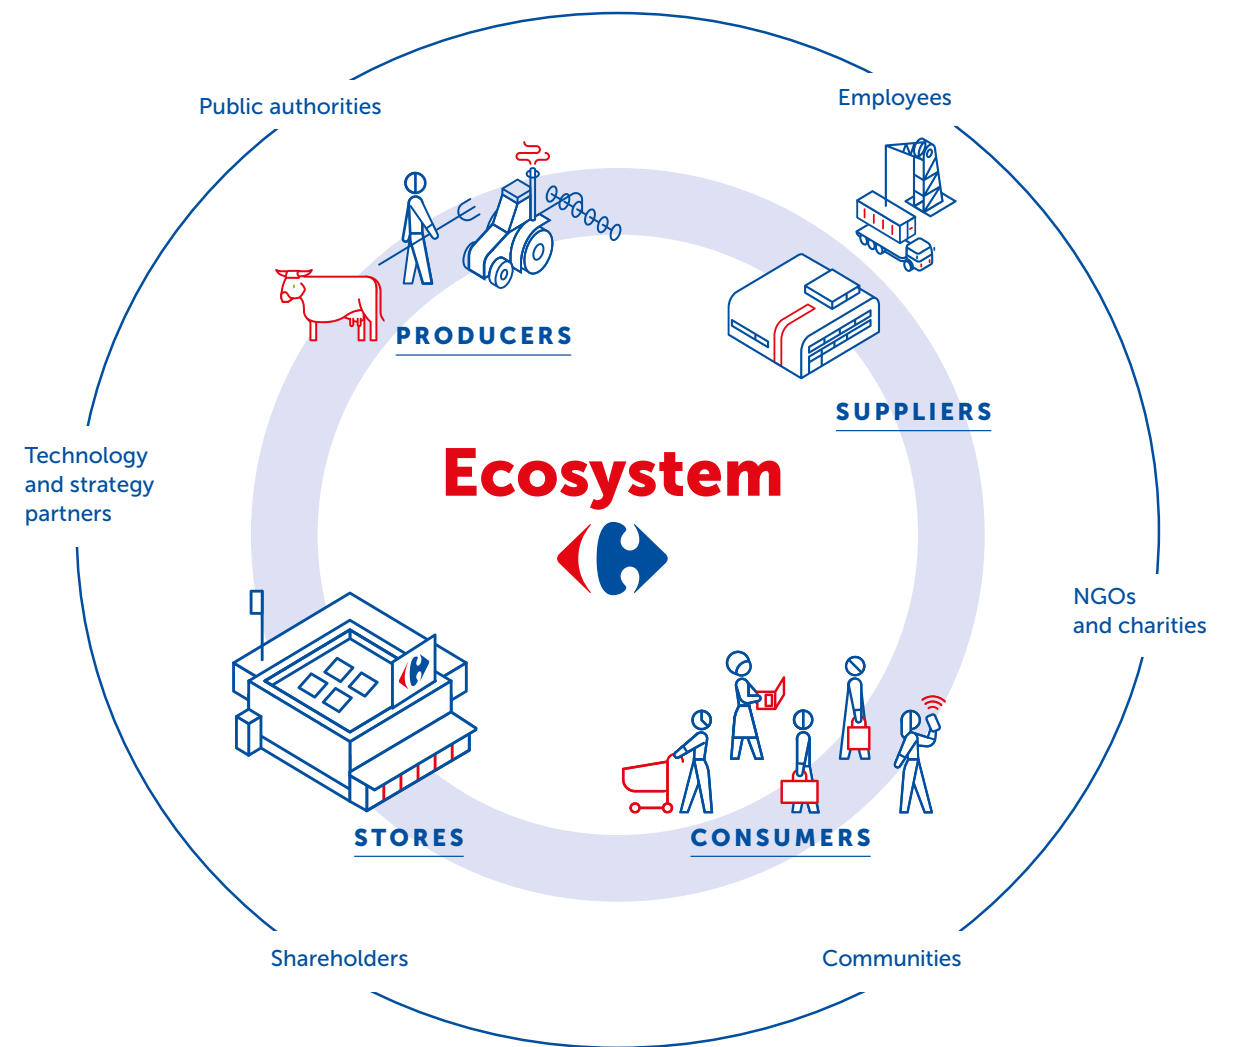 Public authorities
Employees
PRODUCERS
SUPPLIERS
Technology
and strategy
partners
Ecosystem
NGOs
and charities
STORES
CONSUMERS
Shareholders
Communities